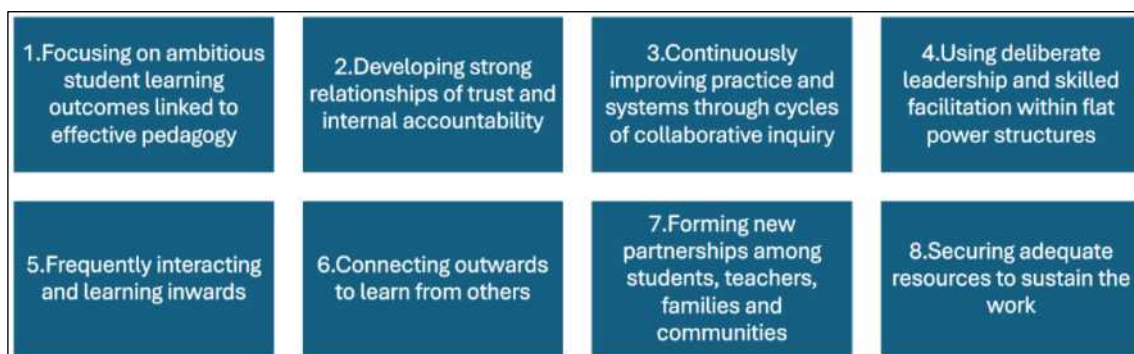 1.Focusing on ambitious
student learning
outcomes linked to
effective pedagogy
2.Developing strong
relationships of trust and
internal accountability
3.Continuously
improving practice and
systems through cycles
of collaborative inquiry
4.Using deliberate
leadership and skilled
facilitation within flat
power structures
5.Frequently interacting
and learning inwards
6.Connecting outwards
to learn from others
7.Forming new
partnerships among
students, teachers,
families and
communities
8.Securing adequate
resources to sustain the
work